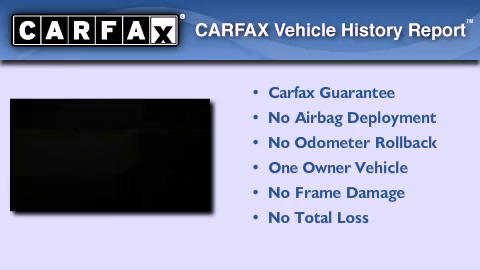 CARFAX® CARFAX Vehicle History Report™
• Carfax Guarantee
• No Airbag Deployment
• No Odometer Rollback
• One Owner Vehicle
• No Frame Damage
• No Total Loss